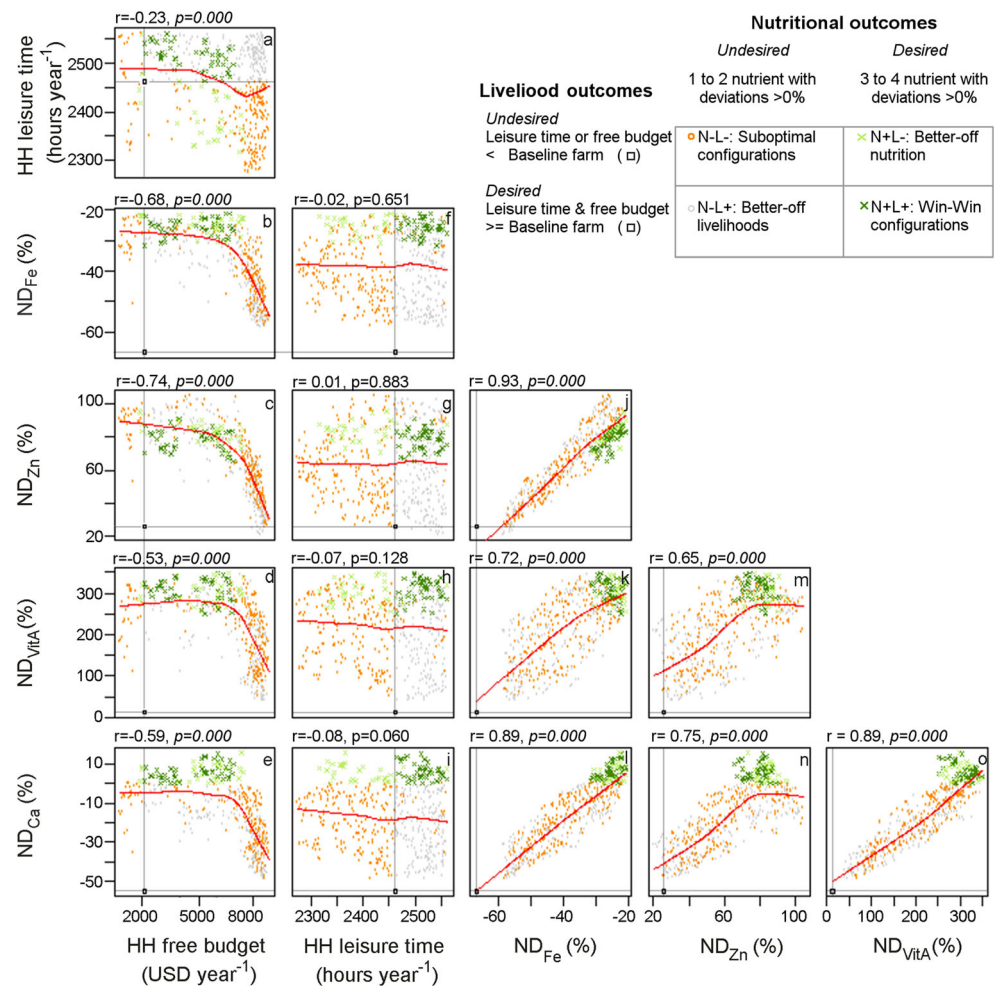 Nutritional outcomes
Undesired Desired
1 to 2 nutrient with deviations >0%
3 to 4 nutrient with deviations >0%
Liveliood outcomes
Undesired
Leisure time or free budget
< Baseline farm ( )
Desired
Leisure time & free budget
>= Baseline farm ( )
N-L-: Suboptimal configurations
N+L-: Better-off nutrition
N-L+: Better-off livelihoods
N+L+: Win-Win configurations
r=-0.23, p=0.000
a
HH leisure time
(hours year-1)
2500
2400
2300
r=-0.68, p=0.000
b
r=-0.02, p=0.651
f
NDFe (%)
-20
-40
-60
r=-0.74, p=0.000
c
r= 0.01, p=0.883
g
r= 0.93, p=0.000
j
NDZn (%)
100
60
20
r=-0.53, p=0.000
d
r=-0.07, p=0.128
h
r= 0.72, p=0.000
k
r= 0.65, p=0.000
m
NDVitA(%)
300
200
100
0
r=-0.59, p=0.000
e
r=-0.08, p=0.060
i
r = 0.89, p=0.000
l
r = 0.75, p=0.000
n
r = 0.89, p=0.000
o
NDCa (%)
10
-10
-30
-50
2000 5000 8000
HH free budget
(USD year-1)
2300 2400 2500
HH leisure time
(hours year-1)
-60 -40 -20
NDFe (%)
20 60 100
NDZn (%)
0 100 300
NDVitA(%)